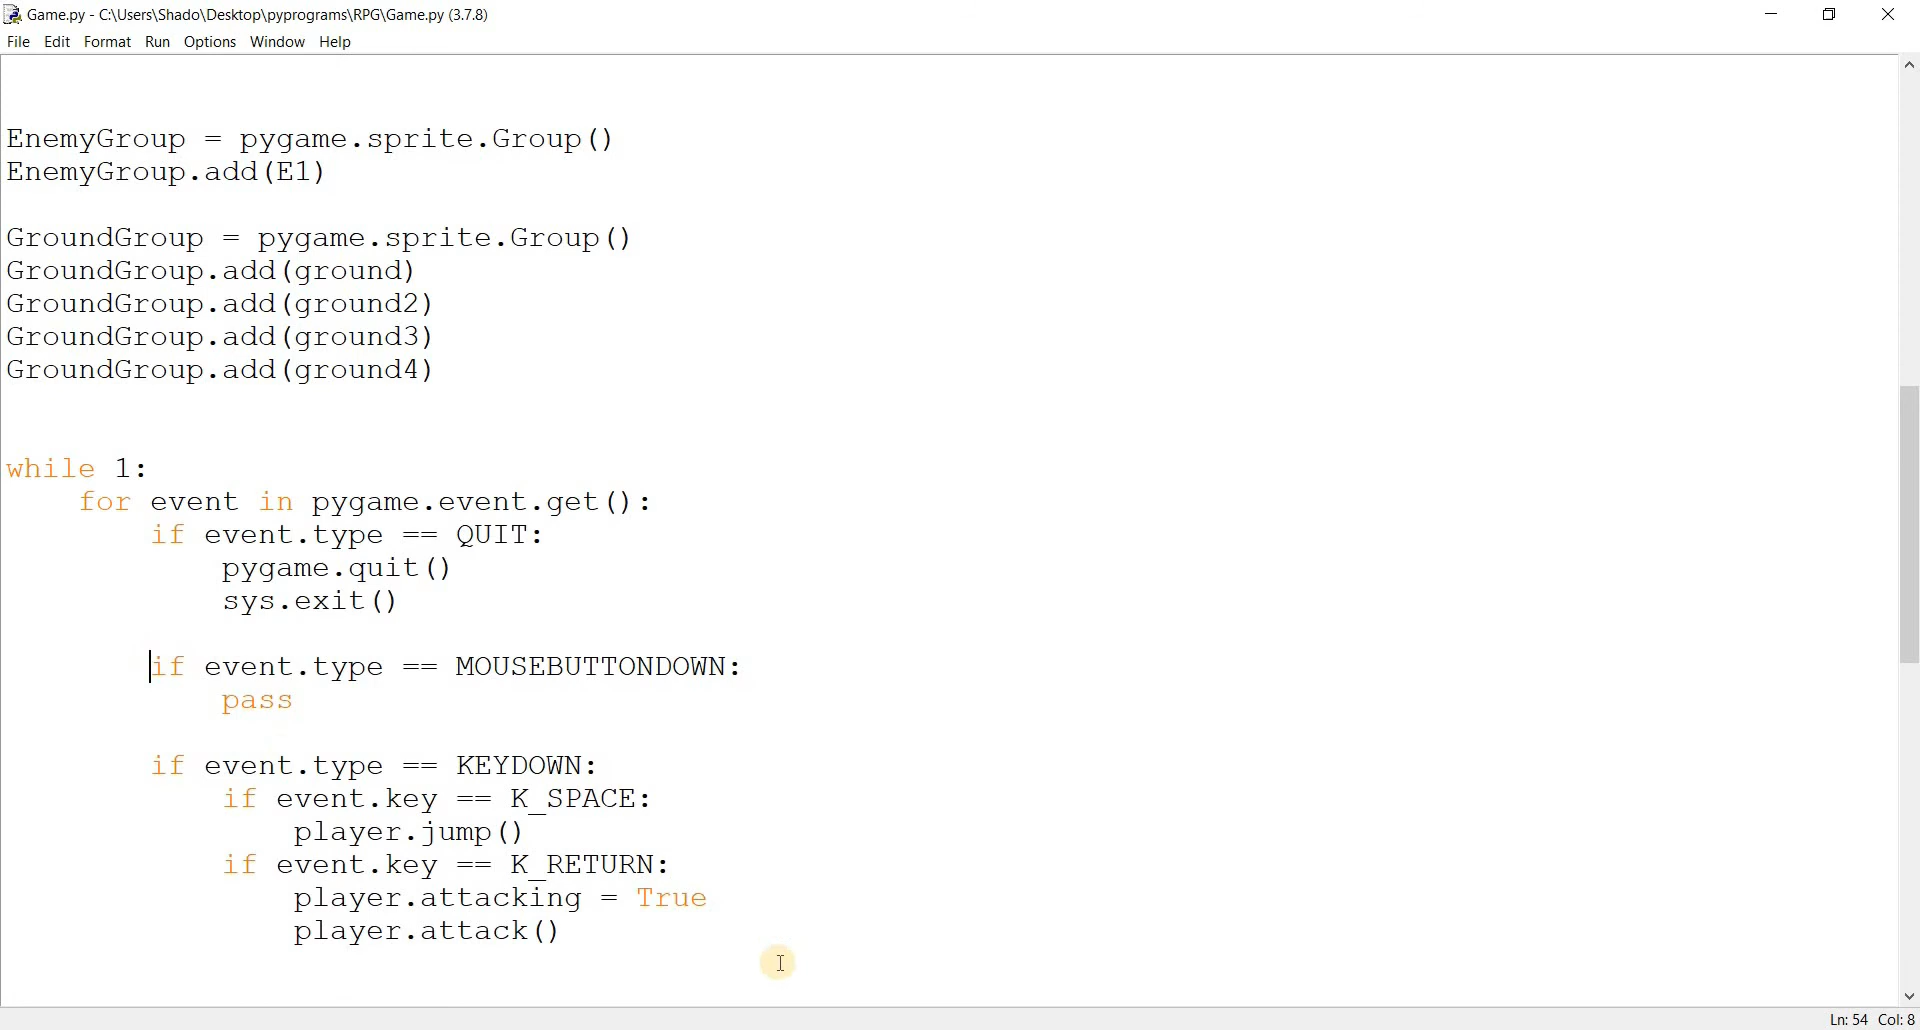 Game.py - C:\Users\Shado\Desktop\pyprograms\RPG\Game.py (3.7.8)
File Edit Format Run Options Window Help
EnemyGroup = pygame.sprite.Group()
EnemyGroup.add(E1)
GroundGroup = pygame.sprite.Group()
GroundGroup.add(ground)
GroundGroup.add(ground2)
GroundGroup.add(ground3)
GroundGroup.add(ground4)
while 1:
    for event in pygame.event.get():
        if event.type == QUIT:
            pygame.quit()
            sys.exit()
        if event.type == MOUSEBUTTONDOWN:
            pass
        if event.type == KEYDOWN:
            if event.key == K_SPACE:
                player.jump()
            if event.key == K_RETURN:
                player.attacking = True
                player.attack()
Ln: 54 Col: 8